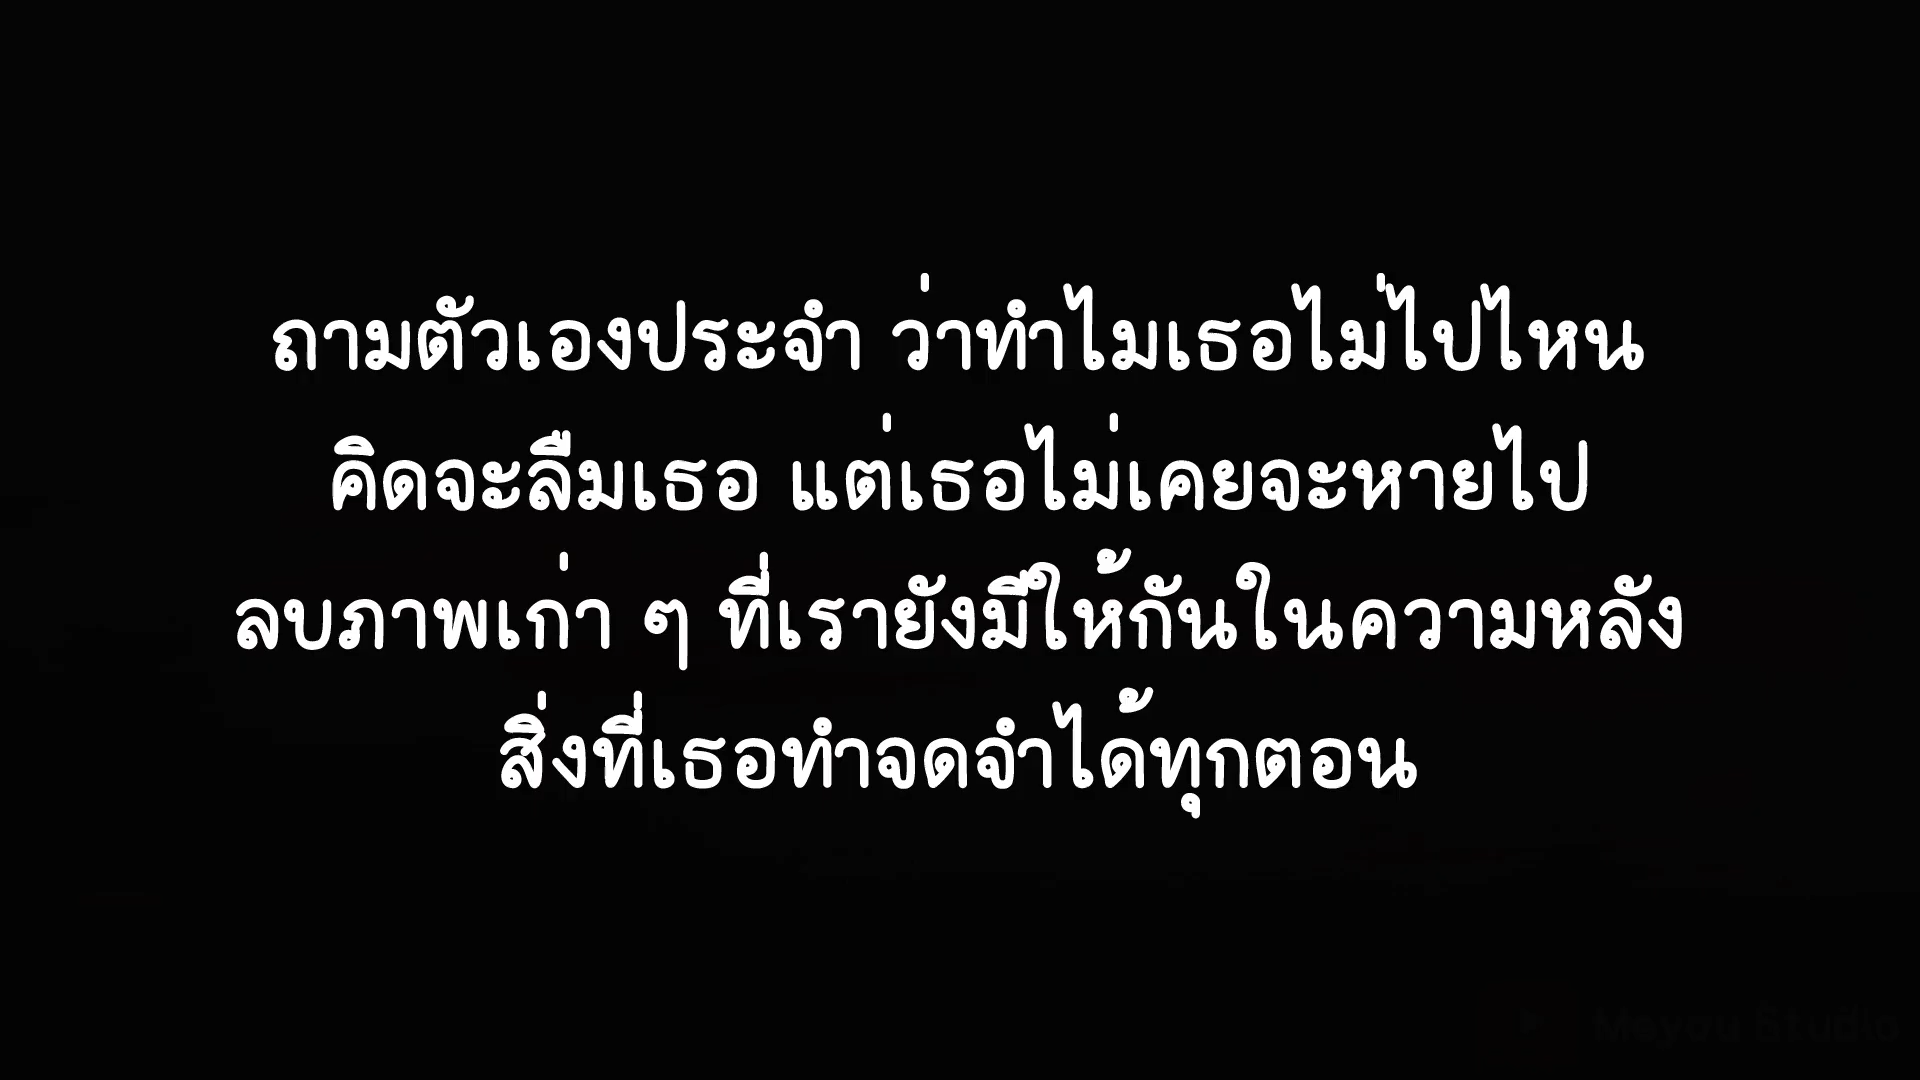 ถามตัวเองประจำ ว่าทำไมเธอไม่ไปไหน
คิดจะลืมเธอ แต่เธอไม่เคยจะหายไป
ลบภาพเก่า ๆ ที่เรายังมีให้กันในความหลัง
สิ่งที่เธอทำจดจำได้ทุกตอน